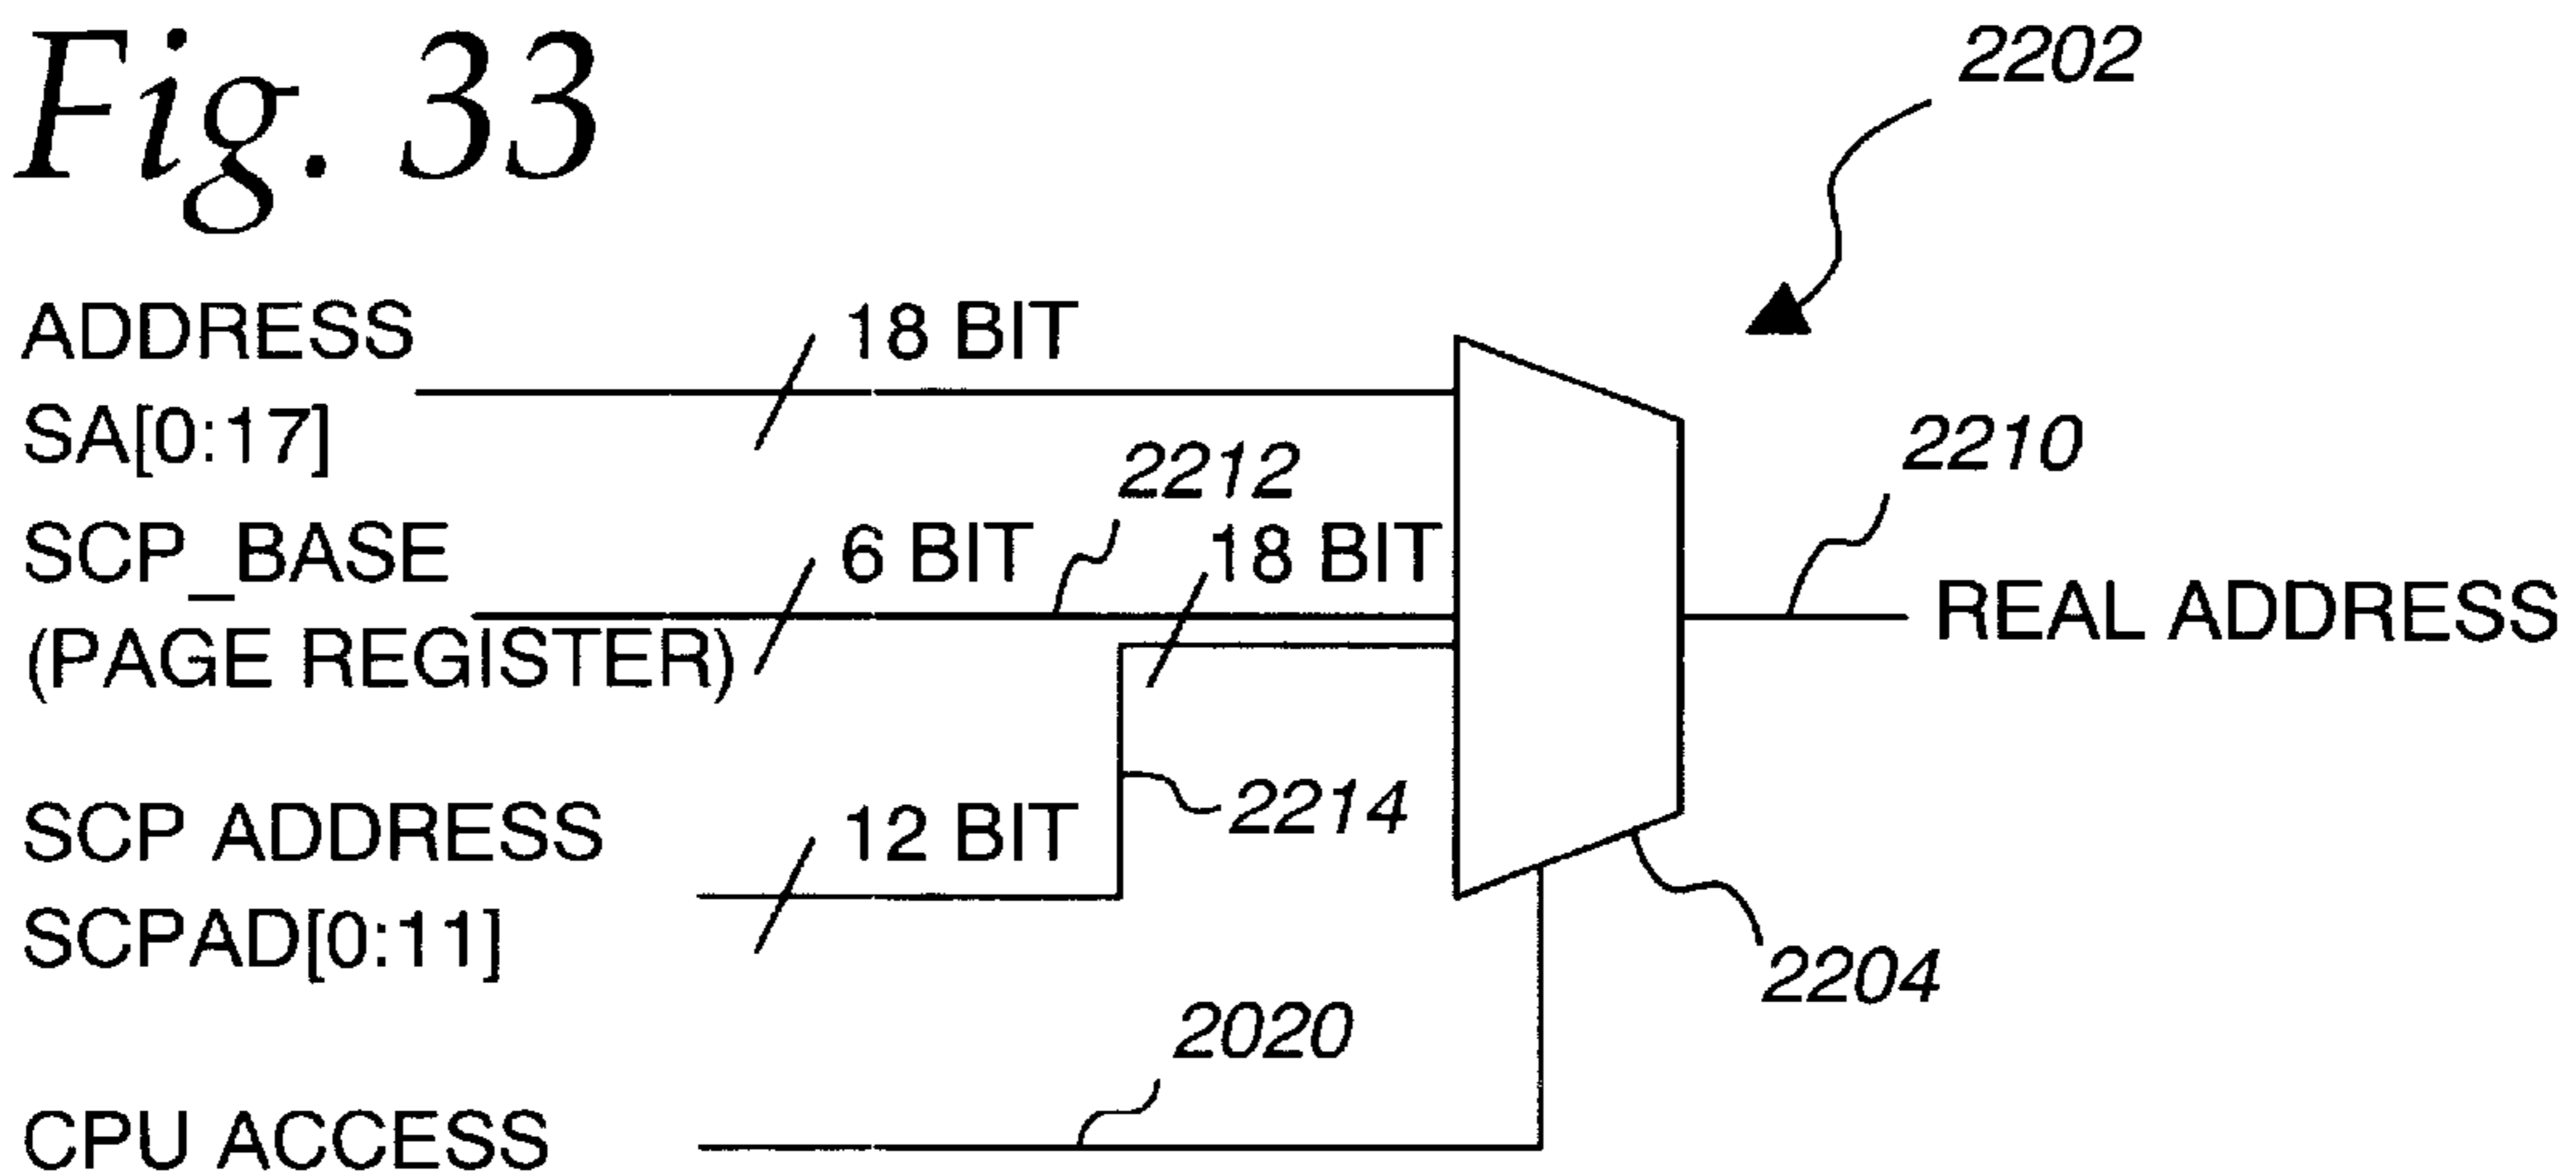 Fig. 33
2202
ADDRESS
18 BIT
SA[0:17]
2212
2210
SCP_BASE
6 BIT
18 BIT
REAL ADDRESS
(PAGE REGISTER)
2214
SCP ADDRESS
12 BIT
SCPAD[0:11]
2204
2020
CPU ACCESS